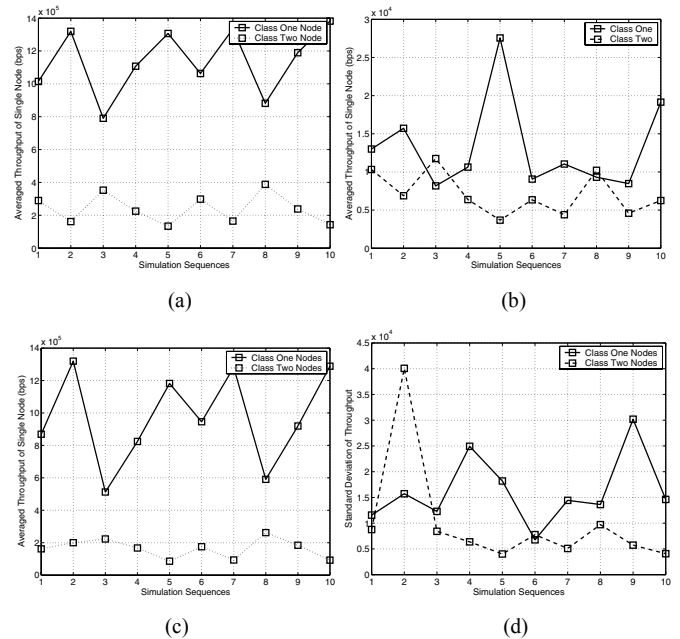 x 10^5
14
12
10
8
6
4
2
0
Averaged Throughput of Single Node (bps)
Class One Node
Class Two Node
1 2 3 4 5 6 7 8 9 10
Simulation Sequences
(a)
x 10^4
3
2.5
2
1.5
1
0.5
0
Averaged Throughput of Single Node (bps)
Class One
Class Two
1 2 3 4 5 6 7 8 9 10
Simulation Sequences
(b)
x 10^5
14
12
10
8
6
4
2
0
Averaged Throughput of Single Node (bps)
Class One Nodes
Class Two Nodes
1 2 3 4 5 6 7 8 9 10
Simulation Sequences
(c)
x 10^4
4.5
4
3.5
3
2.5
2
1.5
1
0.5
0
Standard Deviation of Throughput
Class One Nodes
Class Two Nodes
1 2 3 4 5 6 7 8 9 10
Simulation Sequences
(d)